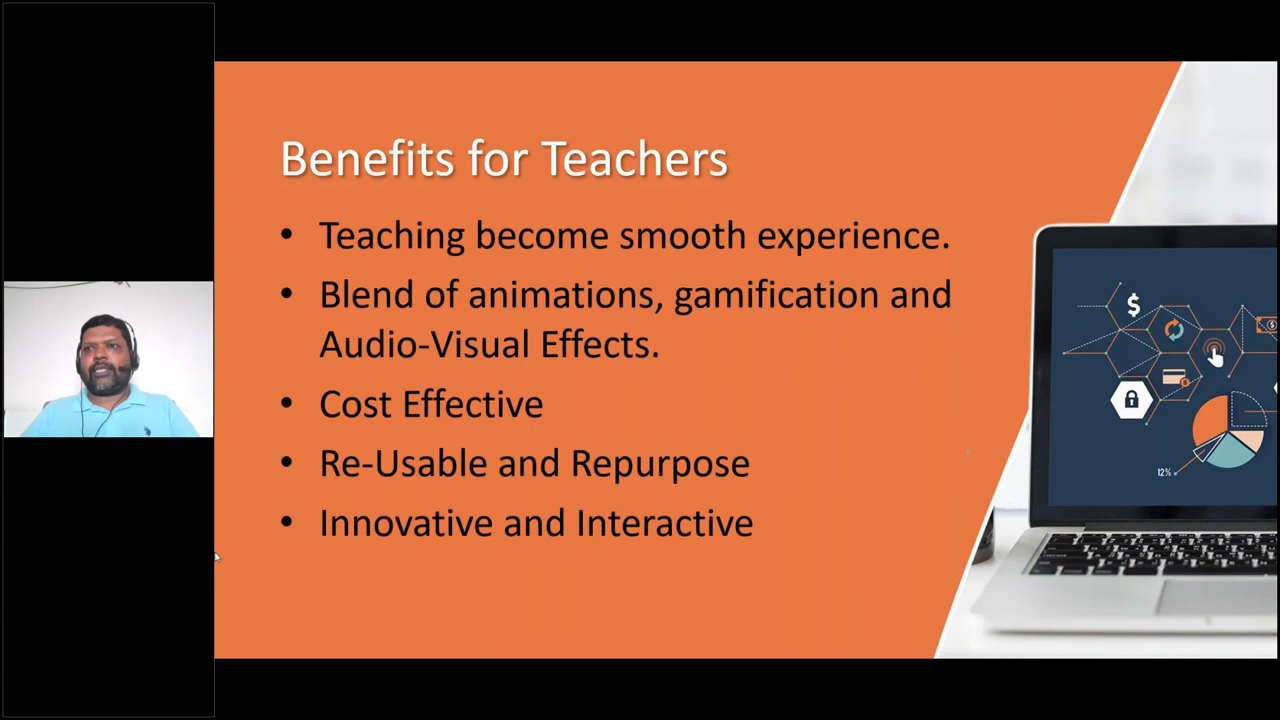 Benefits for Teachers
• Teaching become smooth experience.
• Blend of animations, gamification and
Audio-Visual Effects.
• Cost Effective
• Re-Usable and Repurpose
• Innovative and Interactive
$
$
12%